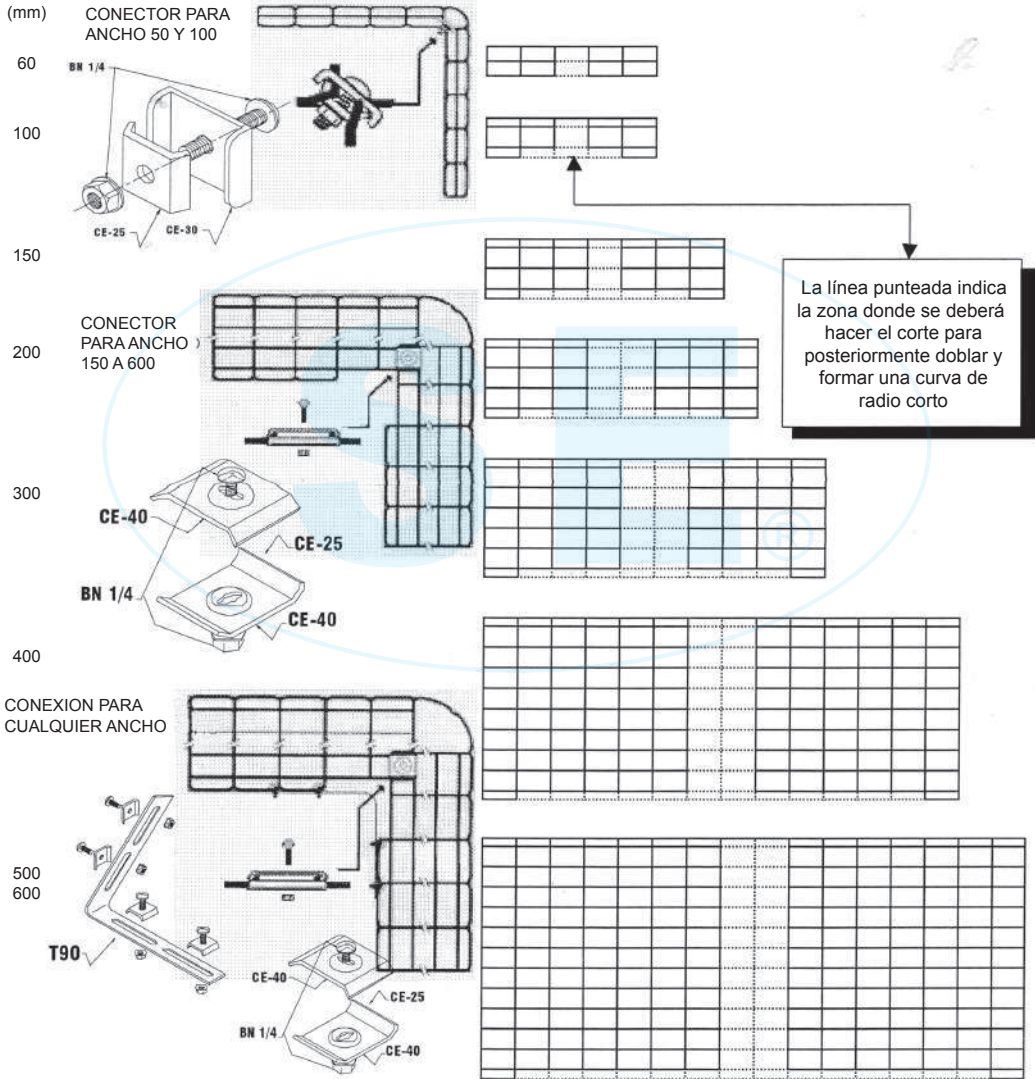 (mm)
CONECTOR PARA
ANCHO 50 Y 100
60
BN 1/4
100
CE-25
CE-30
150
La línea punteada indica
la zona donde se deberá
hacer el corte para
posteriormente doblar y
formar una curva de
radio corto
CONECTOR
PARA ANCHO
150 A 600
200
300
CE-40
CE-25
BN 1/4
CE-40
400
CONEXION PARA
CUALQUIER ANCHO
500
600
T90
CE-40
CE-25
BN 1/4
CE-40
SE®